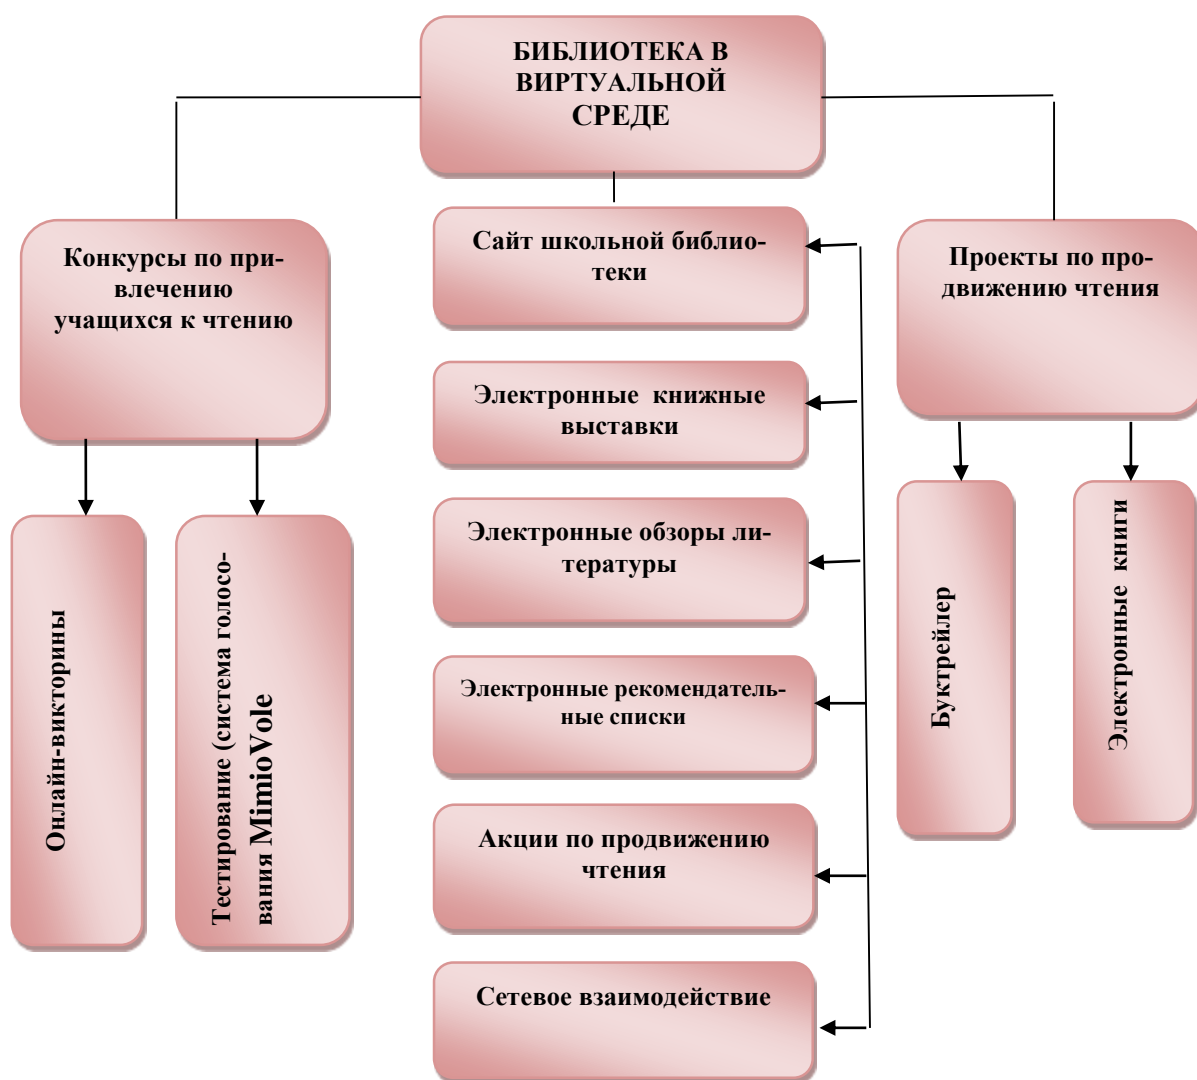 БИБЛИОТЕКА В
ВИРТУАЛЬНОЙ
СРЕДЕ
Конкурсы по при-
влечению
учащихся к чтению
Сайт школьной библио-
теки
Проекты по про-
движению чтения
Электронные книжные
выставки
Электронные обзоры ли-
тературы
Электронные рекомендатель-
ные списки
Акции по продвижению
чтения
Сетевое взаимодействие
Онлайн-викторины
Тестирование (система голосо-
вания MimioVole
Буктрейлер
Электронные книги